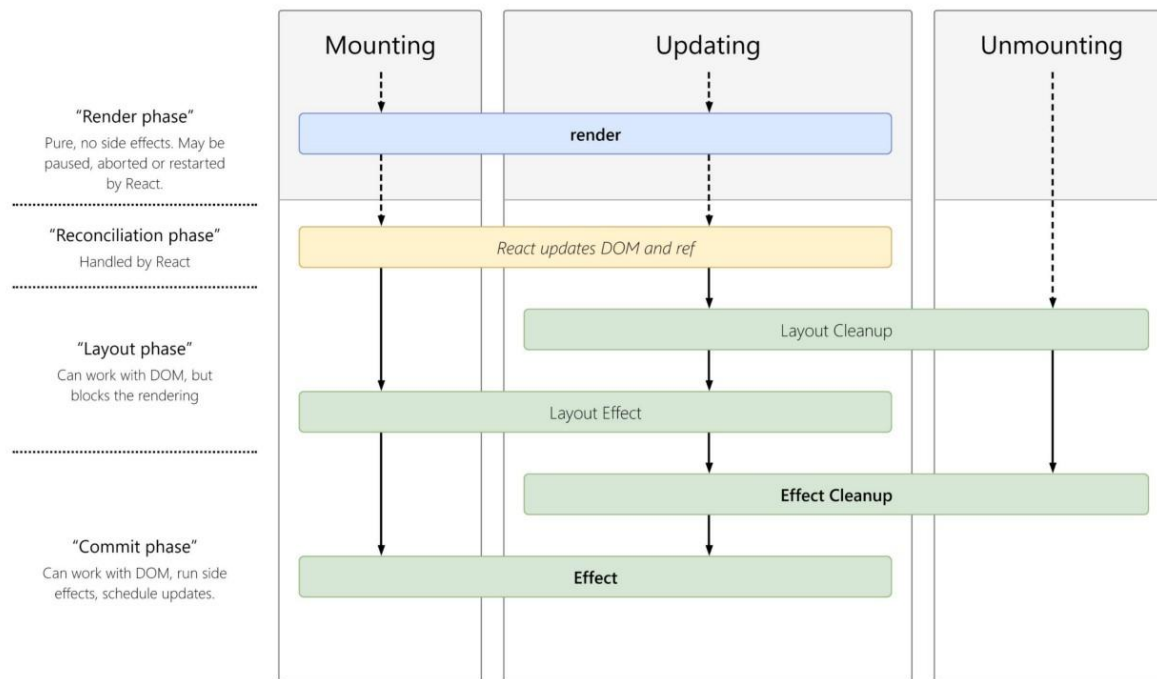 Mounting
Updating
Unmounting
“Render phase”
Pure, no side effects. May be
paused, aborted or restarted
by React.
render
“Reconciliation phase”
Handled by React
React updates DOM and ref
Layout Cleanup
“Layout phase”
Can work with DOM, but
blocks the rendering
Layout Effect
Effect Cleanup
“Commit phase”
Can work with DOM, run side
effects, schedule updates.
Effect